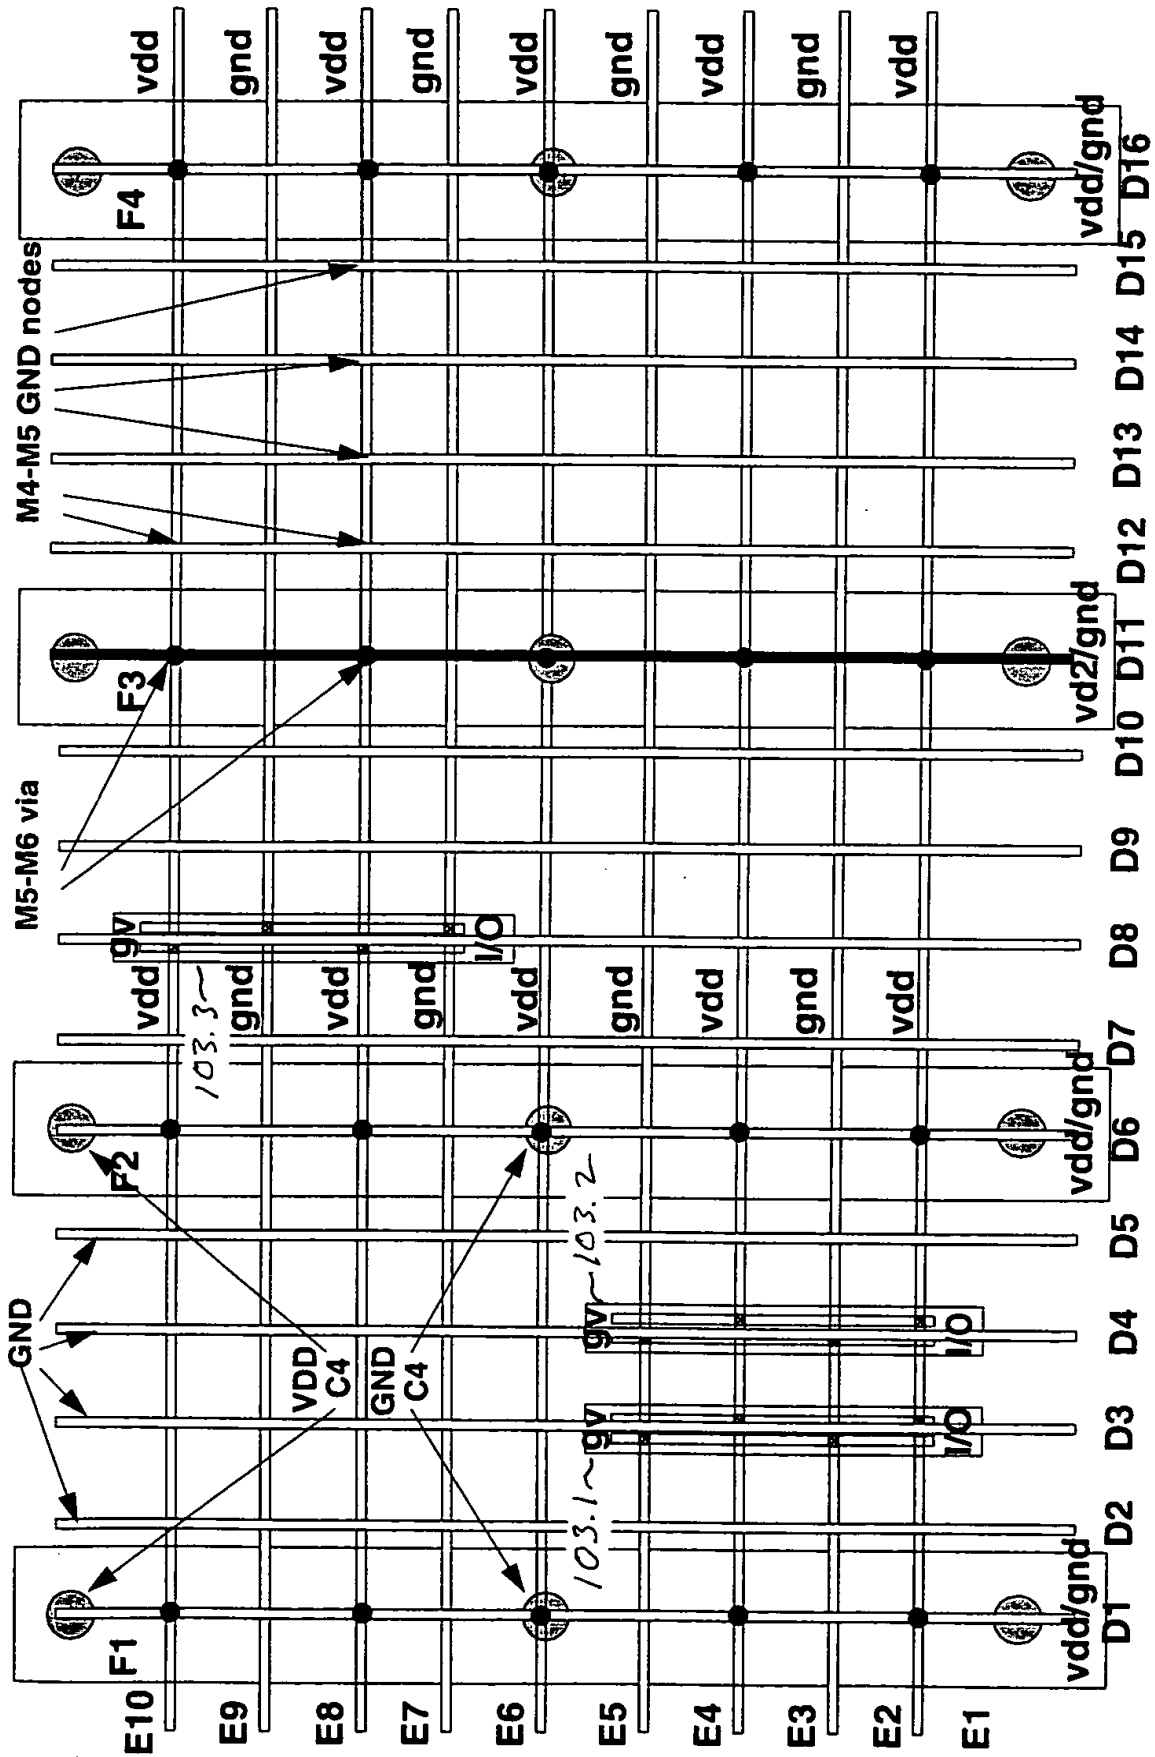 M5-M6 via
M4-M5 GND nodes
GND
VDD
C4
GND
C4
F1
F2
F3
F4
E10
vdd
vdd
E9
gnd
gnd
E8
vdd
vdd
E7
gnd
gnd
E6
vdd
vdd
E5
gnd
gnd
E4
vdd
vdd
E3
gnd
gnd
E2
vdd
vdd
E1
gv
I/O
gv
I/O
gv
I/O
103.1
103.2
103.3
vdd/gnd
vdd/gnd
vd2/gnd
vdd/gnd
D1
D2
D3
D4
D5
D6
D7
D8
D9
D10
D11
D12
D13
D14
D15
D16